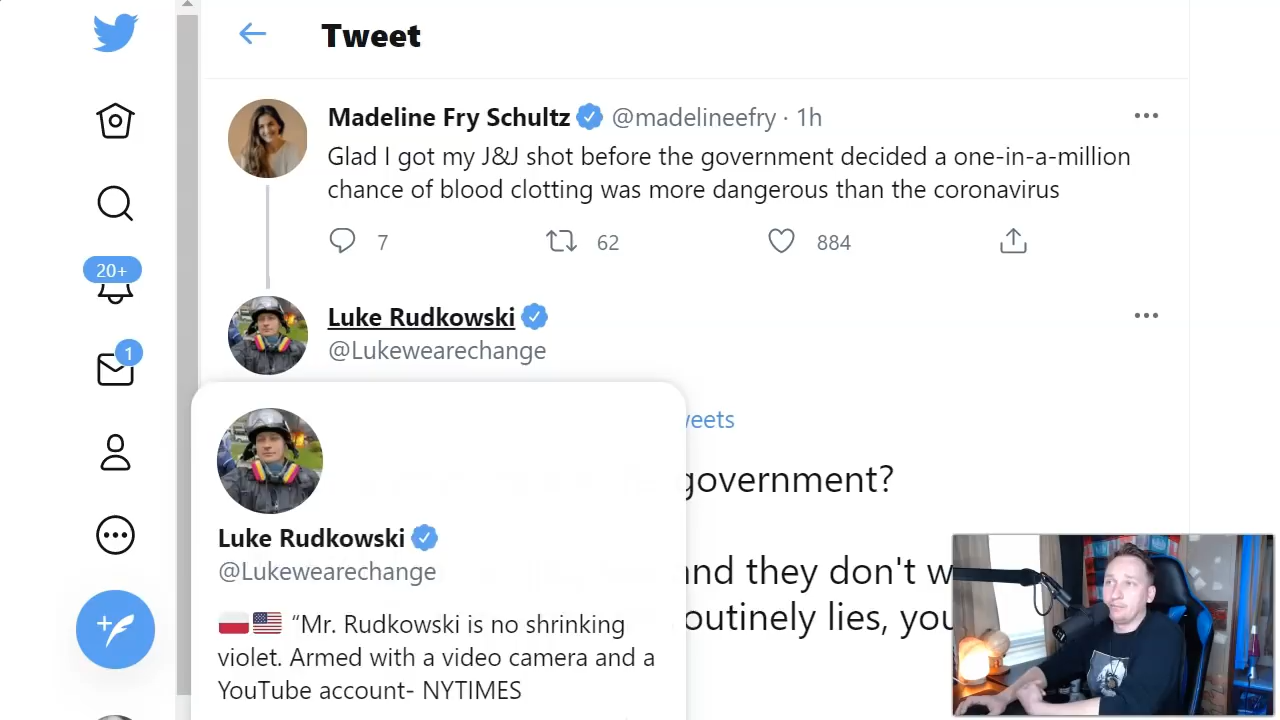 Tweet
Madeline Fry Schultz @madelineefry · 1h
Glad I got my J&J shot before the government decided a one-in-a-million
chance of blood clotting was more dangerous than the coronavirus
7 62 884
20+
Luke Rudkowski
@Lukewearechange
1
weets
government?
Luke Rudkowski
@Lukewearechange
and they don't w
outinely lies, you
"Mr. Rudkowski is no shrinking
violet. Armed with a video camera and a
YouTube account- NYTIMES